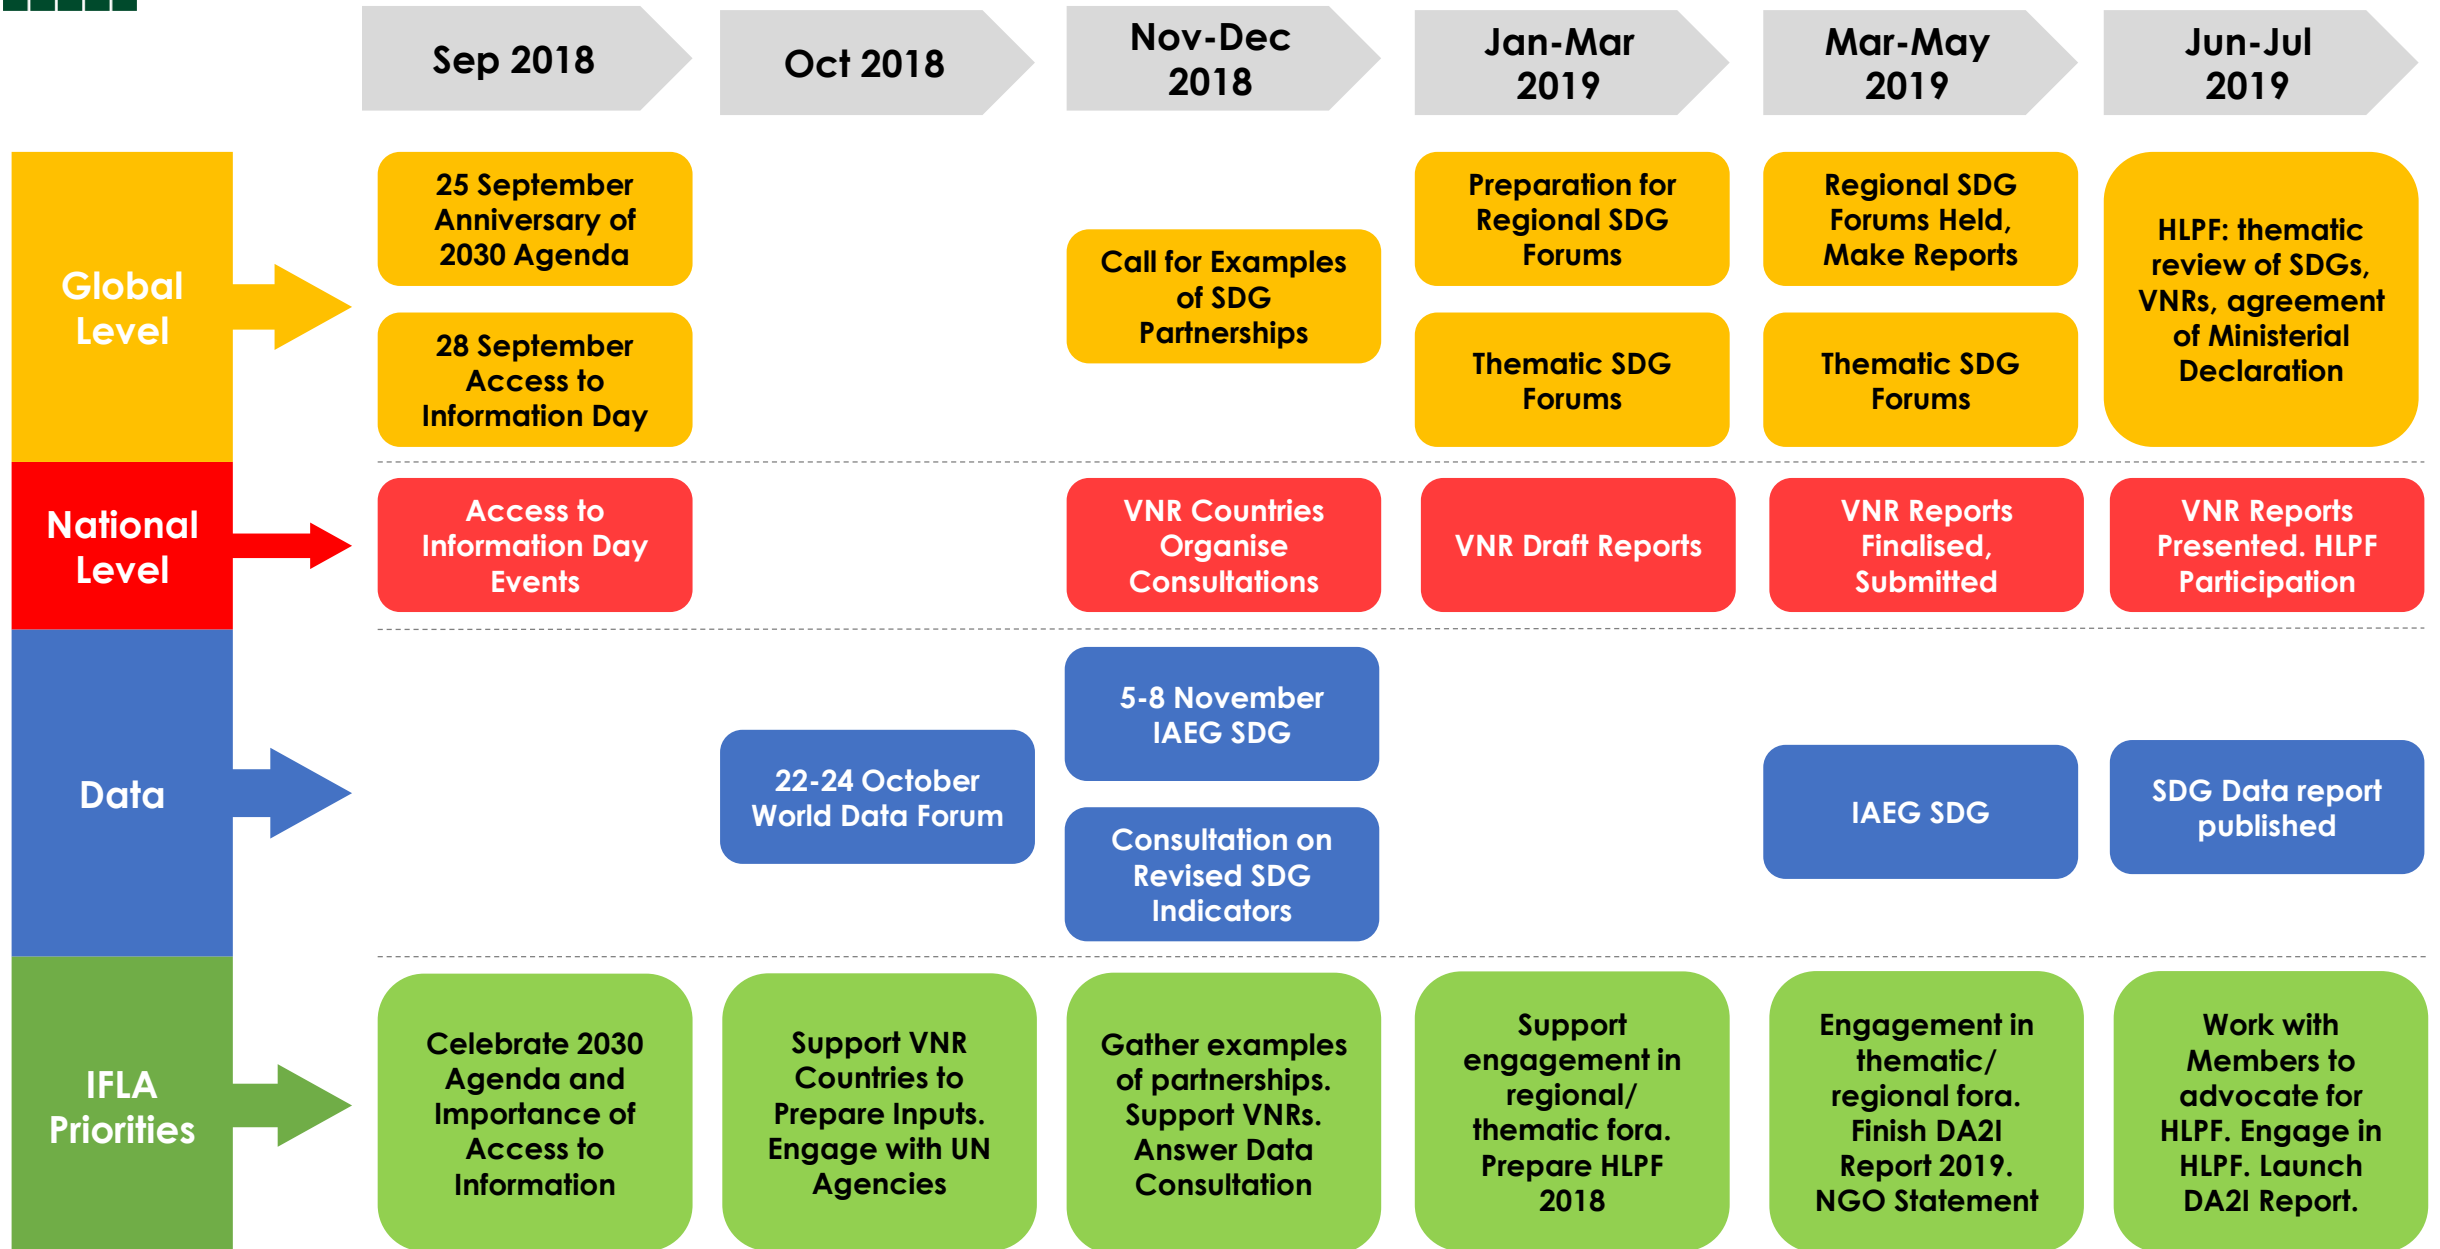 Sep 2018
Oct 2018
Nov-Dec
2018
Jan-Mar
2019
Mar-May
2019
Jun-Jul
2019
Global
Level
25 September
Anniversary of
2030 Agenda
28 September
Access to
Information Day
Call for Examples
of SDG
Partnerships
Preparation for
Regional SDG
Forums
Thematic SDG
Forums
Regional SDG
Forums Held,
Make Reports
Thematic SDG
Forums
HLPF: thematic
review of SDGs,
VNRs, agreement
of Ministerial
Declaration
National
Level
Access to
Information Day
Events
VNR Countries
Organise
Consultations
VNR Draft Reports
VNR Reports
Finalised,
Submitted
VNR Reports
Presented. HLPF
Participation
Data
22-24 October
World Data Forum
5-8 November
IAEG SDG
Consultation on
Revised SDG
Indicators
IAEG SDG
SDG Data report
published
IFLA
Priorities
Celebrate 2030
Agenda and
Importance of
Access to
Information
Support VNR
Countries to
Prepare Inputs.
Engage with UN
Agencies
Gather examples
of partnerships.
Support VNRs.
Answer Data
Consultation
Support
engagement in
regional/
thematic fora.
Prepare HLPF
2018
Engagement in
thematic/
regional fora.
Finish DA2I
Report 2019.
NGO Statement
Work with
Members to
advocate for
HLPF. Engage in
HLPF. Launch
DA2I Report.